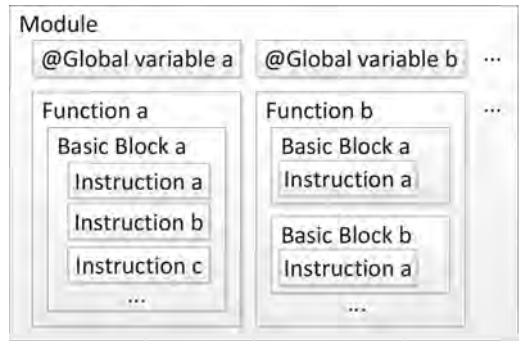 Module
@Global variable a
@Global variable b
...
Function a
Basic Block a
Instruction a
Instruction b
Instruction c
...
Function b
Basic Block a
Instruction a
Basic Block b
Instruction a
...
...